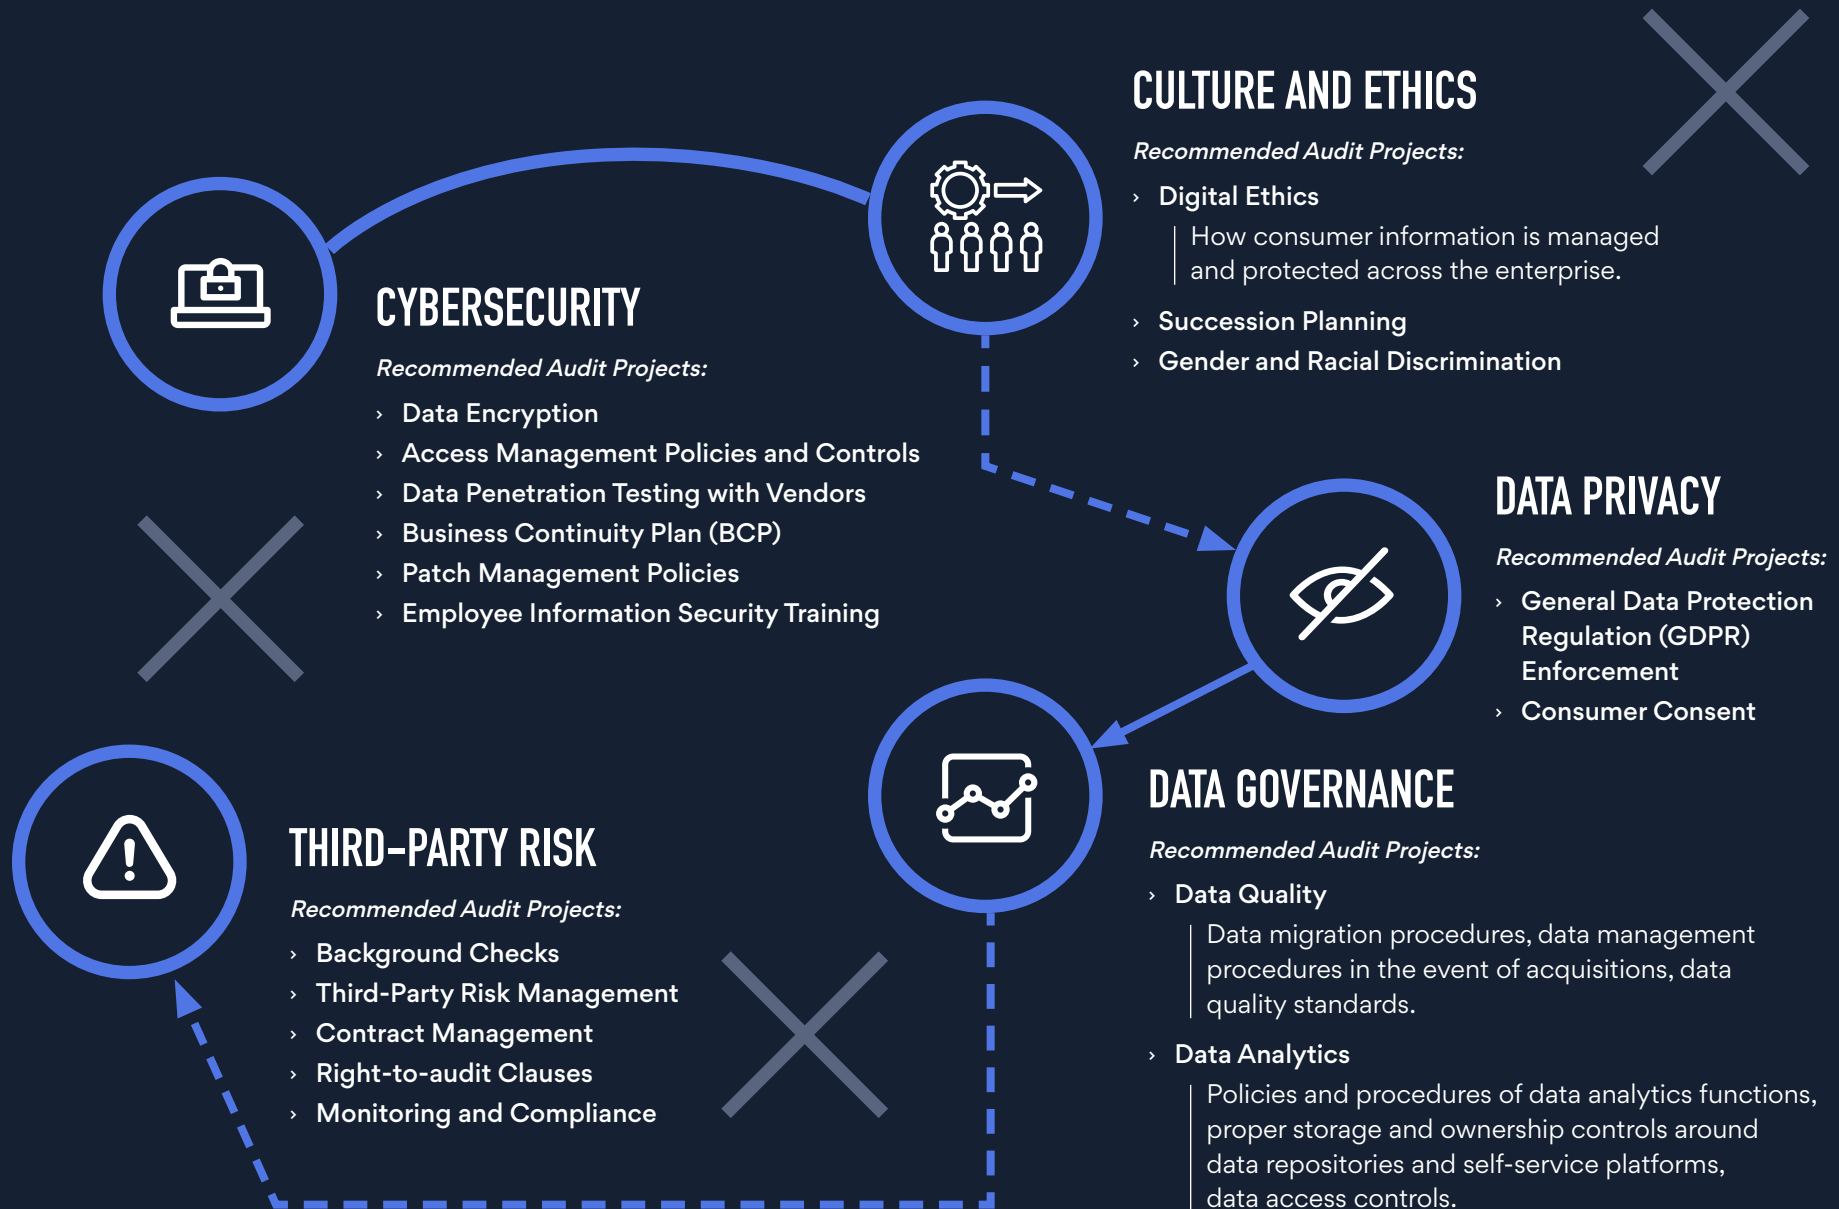 CULTURE AND ETHICS
Recommended Audit Projects:
› Digital Ethics
How consumer information is managed
and protected across the enterprise.
› Succession Planning
› Gender and Racial Discrimination
CYBERSECURITY
Recommended Audit Projects:
› Data Encryption
› Access Management Policies and Controls
› Data Penetration Testing with Vendors
› Business Continuity Plan (BCP)
› Patch Management Policies
› Employee Information Security Training
DATA PRIVACY
Recommended Audit Projects:
› General Data Protection
Regulation (GDPR)
Enforcement
› Consumer Consent
DATA GOVERNANCE
Recommended Audit Projects:
› Data Quality
Data migration procedures, data management
procedures in the event of acquisitions, data
quality standards.
› Data Analytics
Policies and procedures of data analytics functions,
proper storage and ownership controls around
data repositories and self-service platforms,
data access controls.
THIRD-PARTY RISK
Recommended Audit Projects:
› Background Checks
› Third-Party Risk Management
› Contract Management
› Right-to-audit Clauses
› Monitoring and Compliance